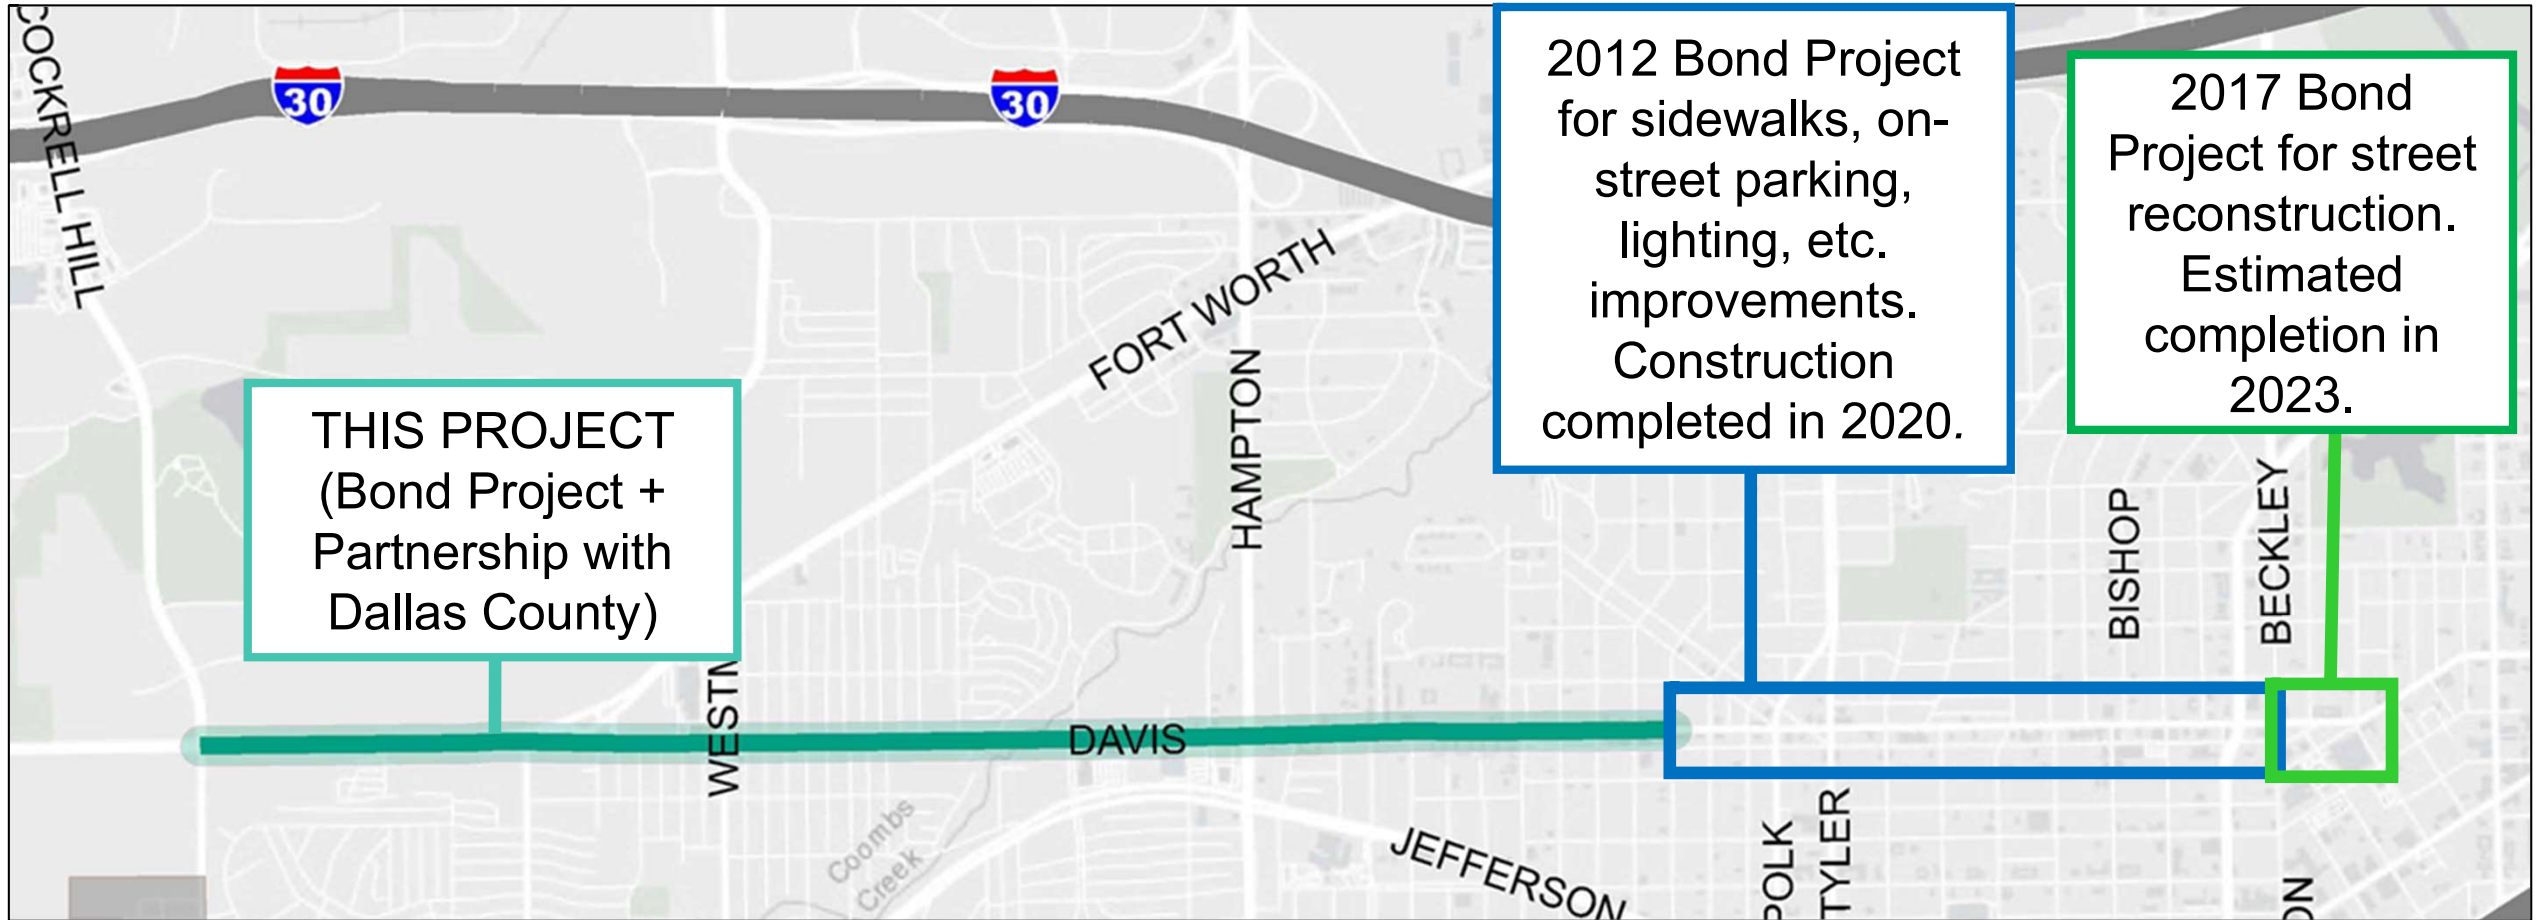 COCKRELL HILL
30
30
2012 Bond Project
for sidewalks, on-
street parking,
lighting, etc.
improvements.
Construction
completed in 2020.
2017 Bond
Project for street
reconstruction.
Estimated
completion in
2023.
THIS PROJECT
(Bond Project +
Partnership with
Dallas County)
FORT WORTH
HAMPTON
BISHOP
BECKLEY
WESTM
DAVIS
Coombs
Creek
JEFFERSON
POLK
TYLER
ON